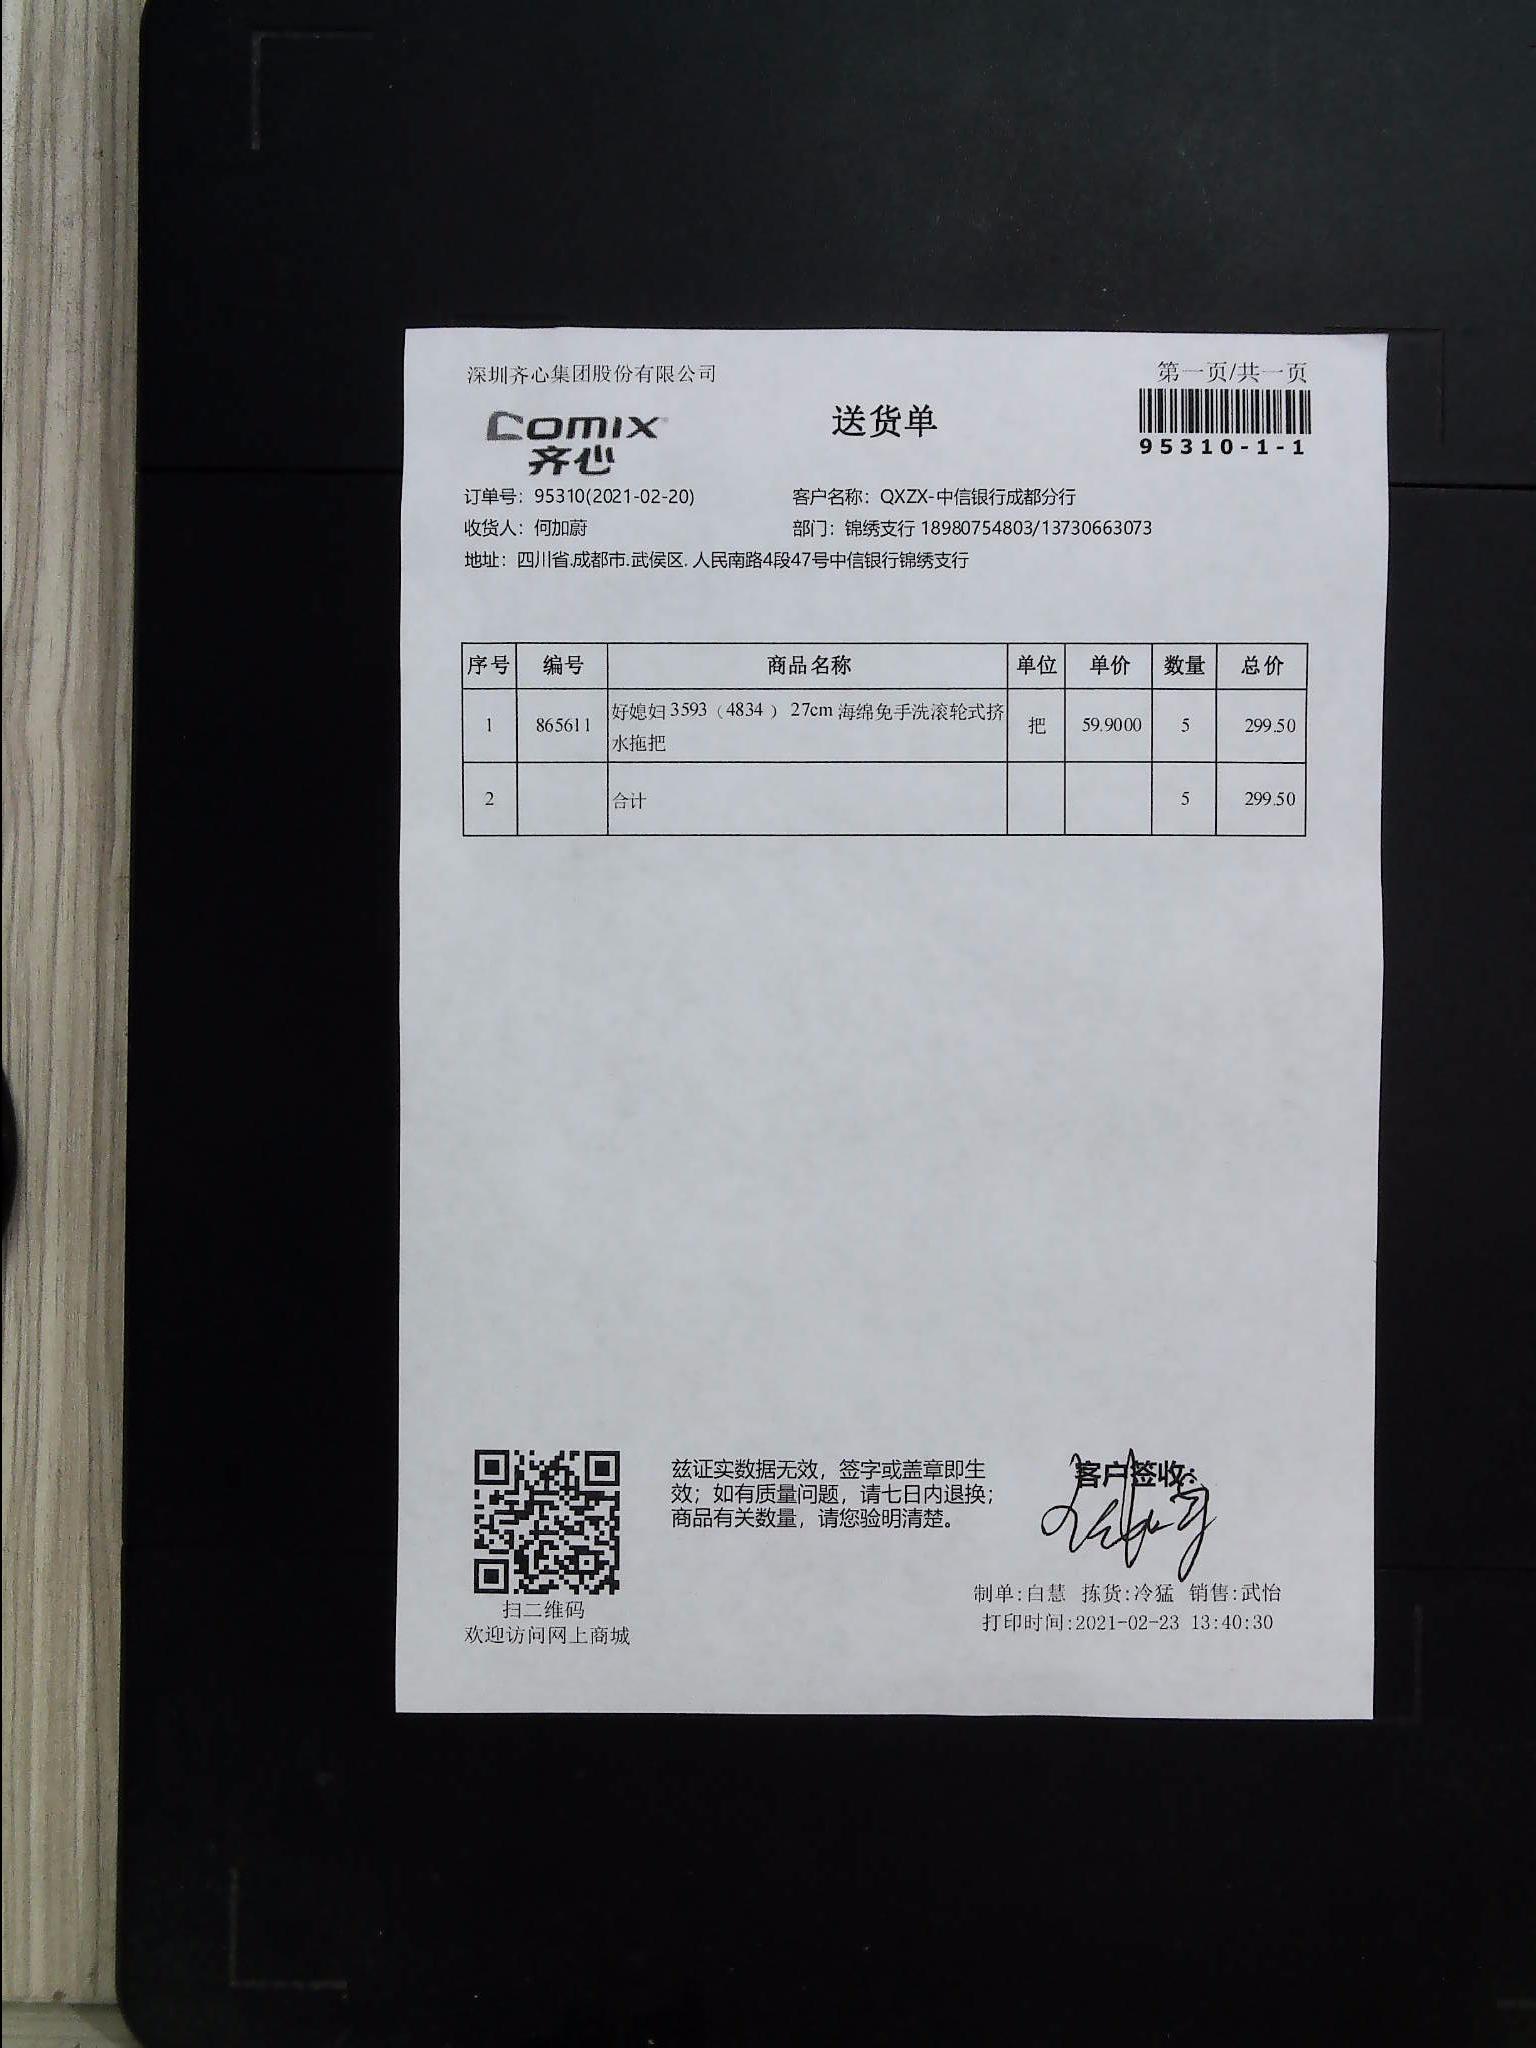 深圳齐心集团股份有限公司
第一页/共一页
comix
齐心
送货单
95310-1-1
订单号：95310(2021-02-20)
客户名称：QXZX-中信银行成都分行
收货人：何加蔚
部门：锦绣支行 18980754803/13730663073
地址：四川省.成都市.武侯区. 人民南路4段47号中信银行锦绣支行
序号 编号 商品名称 单位 单价 数量 总价
1 865611 好媳妇 3593（4834 ） 27cm 海绵免手洗滚轮式挤 把 59.9000 5 299.50
水拖把
2 合计 5 299.50
兹证实数据无效，签字或盖章即生
效；如有质量问题，请七日内退换；
商品有关数量，请您验明清楚。
客户签收：
扫二维码
欢迎访问网上商城
制单:白慧 拣货:冷猛 销售:武怡
打印时间:2021-02-23 13:40:30